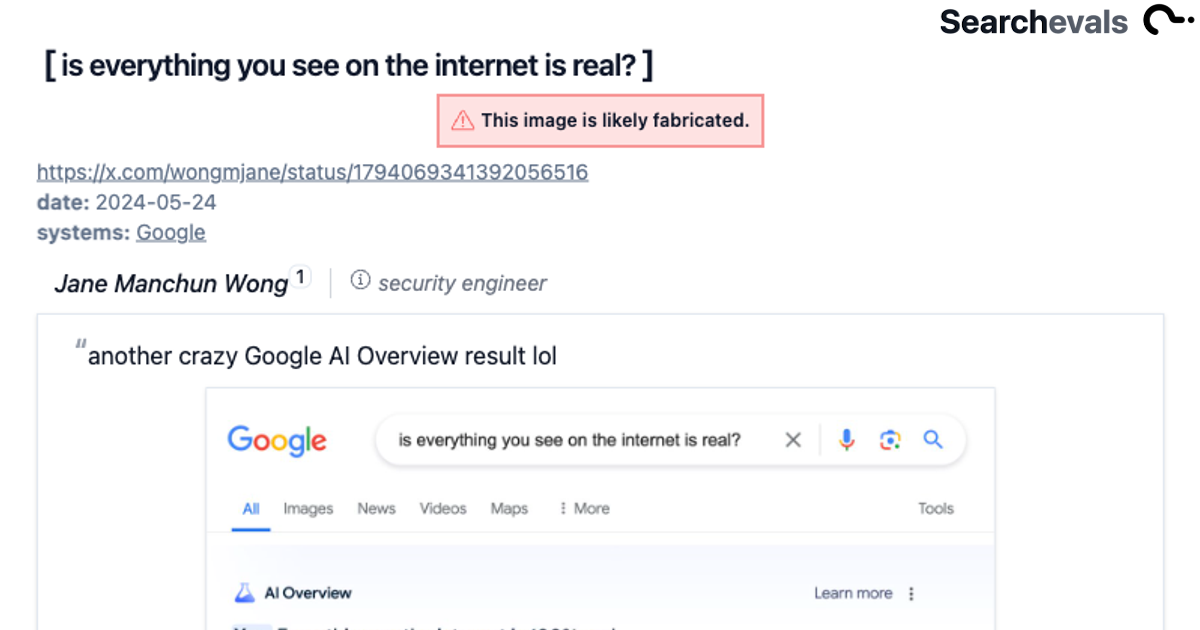 Searchevals
[ is everything you see on the internet is real? ]
This image is likely fabricated.
https://x.com/wongmjane/status/1794069341392056516
date: 2024-05-24
systems: Google
Jane Manchun Wong 1 security engineer
"another crazy Google AI Overview result lol
Google is everything you see on the internet is real?
All Images News Videos Maps More Tools
AI Overview Learn more